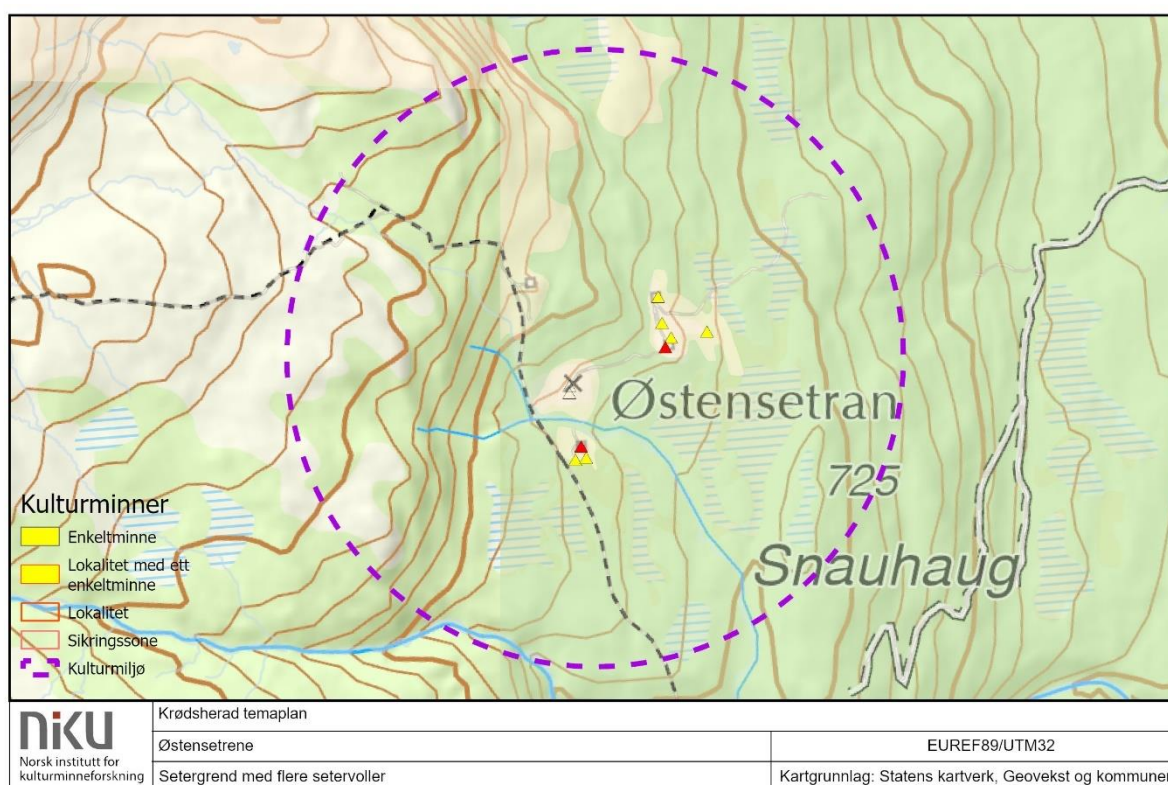 Østensetran
725
Snauhaug
Kulturminner
Enkeltminne
Lokalitet med ett
enkeltminne
Lokalitet
Sikringssone
Kulturmiljø
niku
Norsk institutt for
kulturminneforskning
Krødsherad temaplan
Østensetrene
EUREF89/UTM32
Setergrend med flere setervoller
Kartgrunnlag: Statens kartverk, Geovekst og kommuner